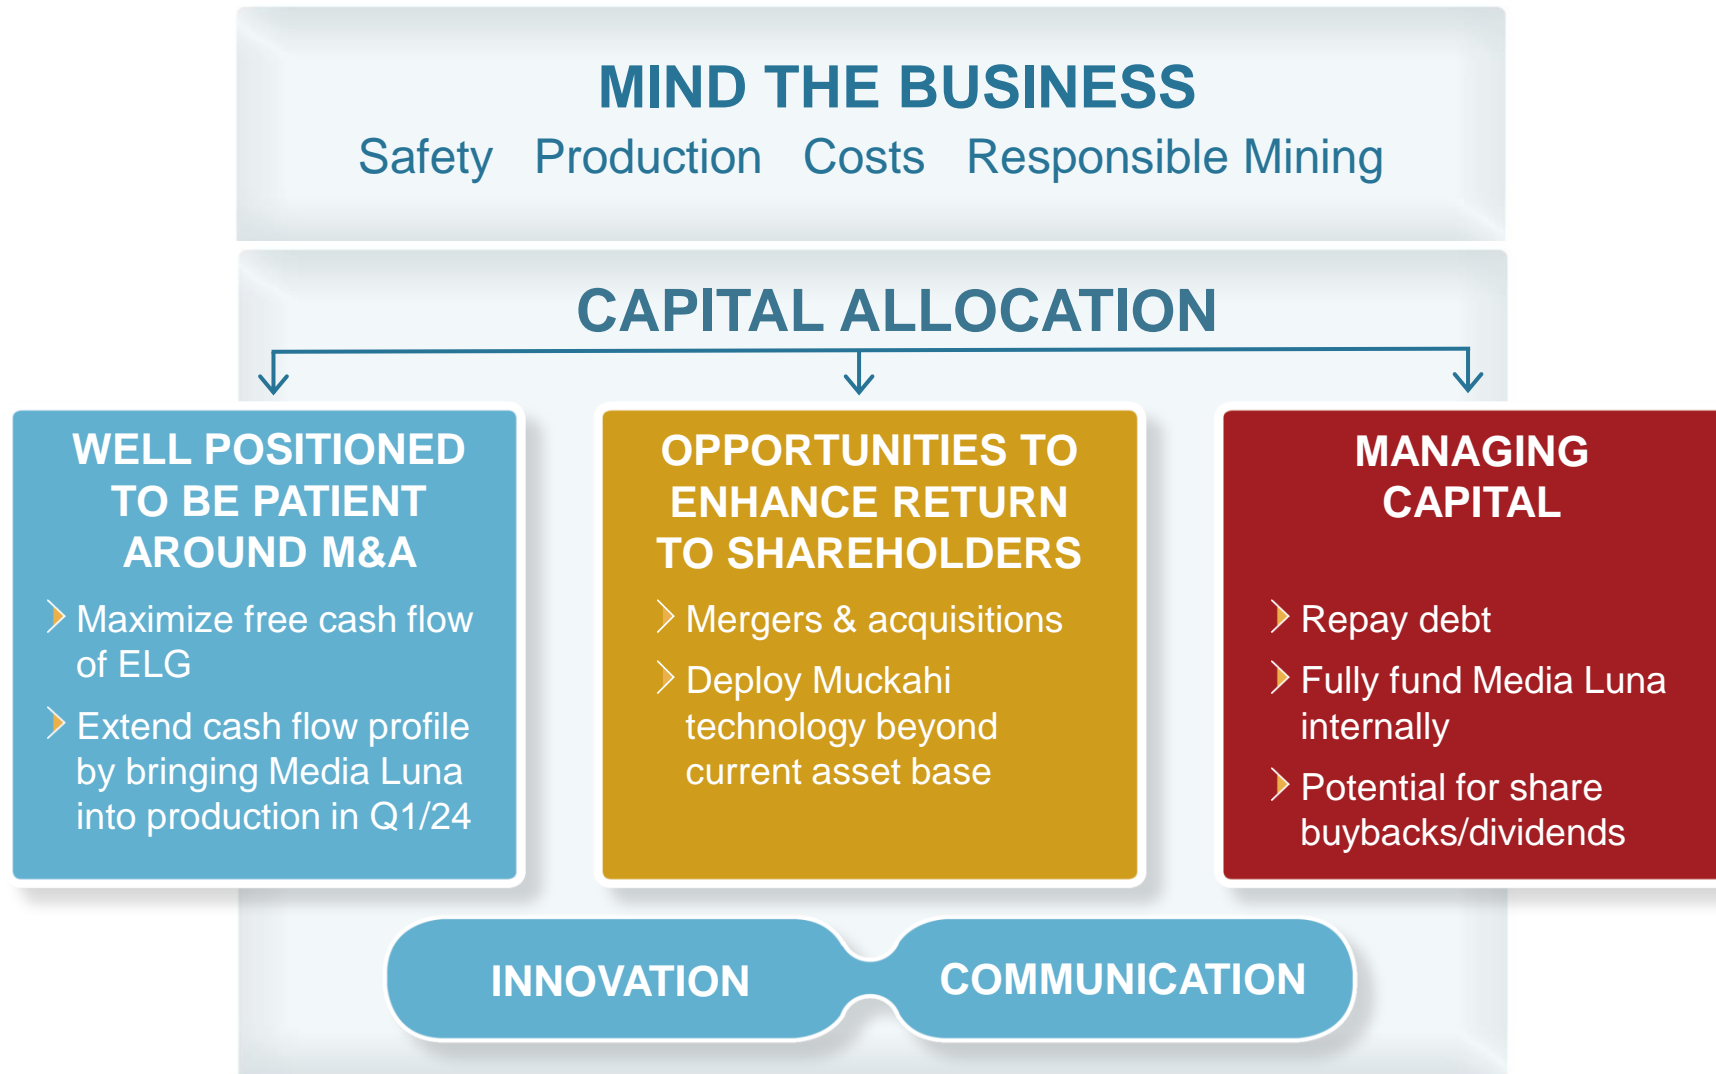 MIND THE BUSINESS
Safety Production Costs Responsible Mining
CAPITAL ALLOCATION
WELL POSITIONED
TO BE PATIENT
AROUND M&A
Maximize free cash flow
of ELG
Extend cash flow profile
by bringing Media Luna
into production in Q1/24
OPPORTUNITIES TO
ENHANCE RETURN
TO SHAREHOLDERS
Mergers & acquisitions
Deploy Muckahi
technology beyond
current asset base
MANAGING
CAPITAL
Repay debt
Fully fund Media Luna
internally
Potential for share
buybacks/dividends
INNOVATION
COMMUNICATION